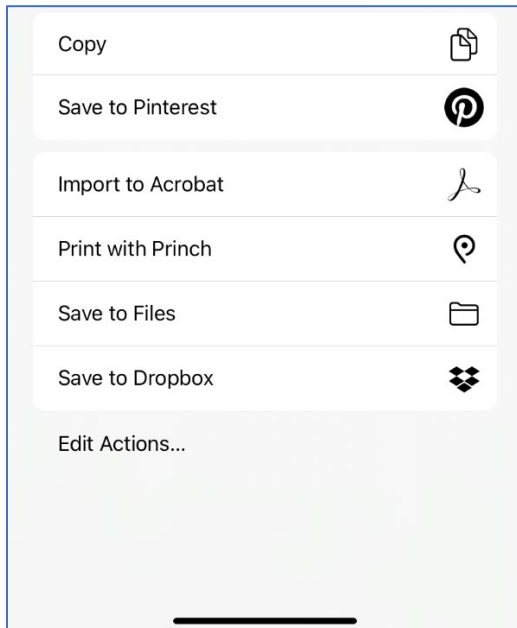 Copy
Save to Pinterest
Import to Acrobat
Print with Princh
Save to Files
Save to Dropbox
Edit Actions...